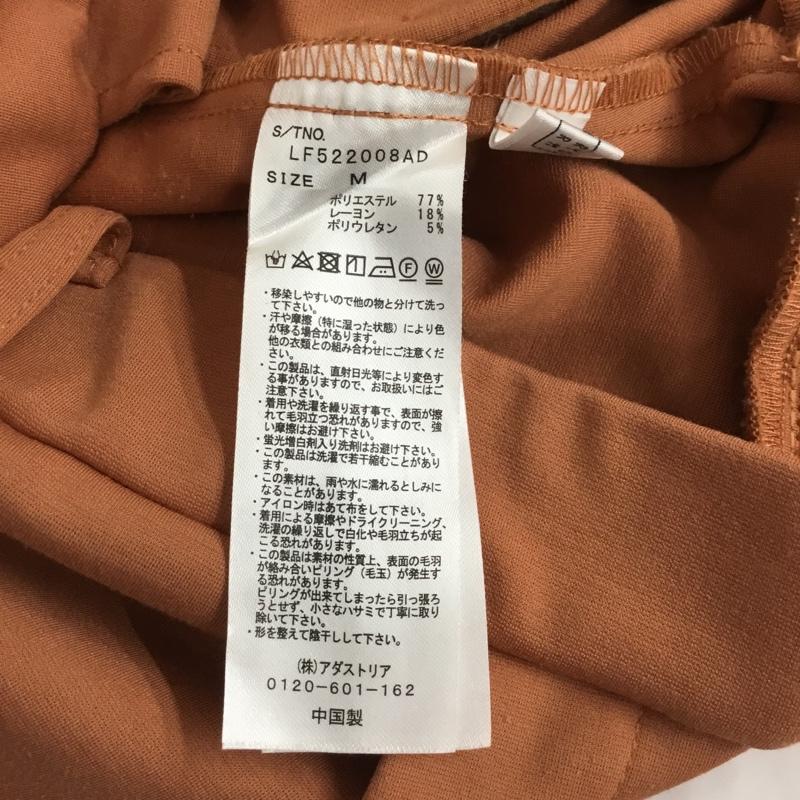 S/TNO.
LF522008AD
SIZE M
ポリエステル 77%
レーヨン 18%
ポリウレタン 5%
F W
・移染しやすいので他の物と分けて洗っ
て下さい。
・汗や摩擦(特に湿った状態)により色
が移る場合があります。
他の衣類との組み合わせにご注意くだ
さい。
・この製品は、直射日光等により変色す
る事がありますので、お取扱いにはご
注意下さい。
・着用や洗濯を繰り返す事で、表面が擦
れて毛羽立つ恐れがありますので、強
い摩擦はお避け下さい。
・蛍光増白剤入り洗剤はお避け下さい。
・この製品は洗濯で若干縮むことがあり
ます。
・この素材は、雨や水に濡れるとしみに
なることがあります。
・アイロン時はあて布をして下さい。
・着用による摩擦やドライクリーニング、
洗濯の繰り返しで白化や毛羽立ちが起
こる恐れがあります。
・この製品は素材の性質上、表面の毛羽
が絡み合いピリング(毛玉)が発生す
る恐れがあります。
ピリングが出来てしまったら引っ張ろ
うとせず、小さなハサミで丁寧に取り
除いて下さい。
・形を整えて陰干しして下さい。
(株)アダストリア
0120-601-162
中国製